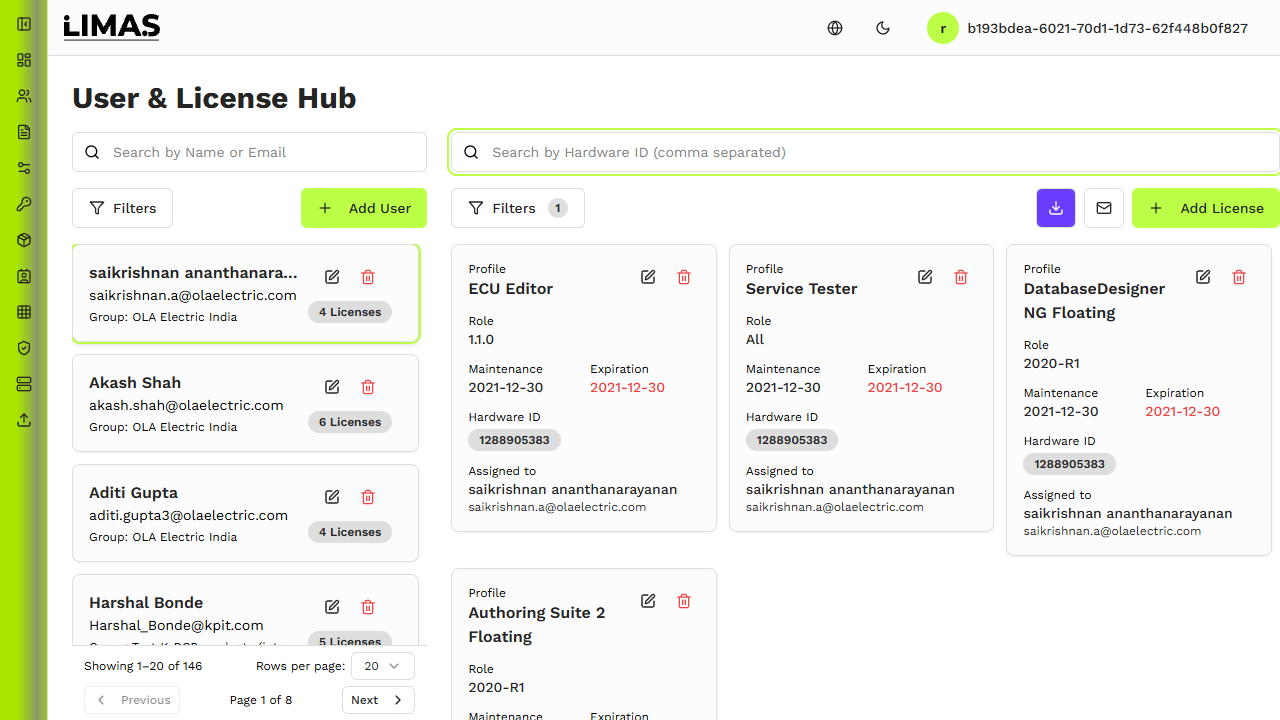 LIMAS
r
b193bdea-6021-70d1-1d73-62f448b0f827
User & License Hub
Search by Name or Email
Search by Hardware ID (comma separated)
Filters
Add User
Filters 1
Add License
saikrishnan ananthanara...
saikrishnan.a@olaelectric.com
Group: OLA Electric India
4 Licenses
Akash Shah
akash.shah@olaelectric.com
Group: OLA Electric India
6 Licenses
Aditi Gupta
aditi.gupta3@olaelectric.com
Group: OLA Electric India
4 Licenses
Harshal Bonde
Harshal_Bonde@kpit.com
5 Licenses
Showing 1–20 of 146
Rows per page: 20
Previous
Page 1 of 8
Next
Profile
ECU Editor
Role
1.1.0
Maintenance Expiration
2021-12-30 2021-12-30
Hardware ID
1288905383
Assigned to
saikrishnan ananthanarayanan
saikrishnan.a@olaelectric.com
Profile
Service Tester
Role
All
Maintenance Expiration
2021-12-30 2021-12-30
Hardware ID
1288905383
Assigned to
saikrishnan ananthanarayanan
saikrishnan.a@olaelectric.com
Profile
DatabaseDesigner
NG Floating
Role
2020-R1
Maintenance Expiration
2021-12-30 2021-12-30
Hardware ID
1288905383
Assigned to
saikrishnan ananthanarayanan
saikrishnan.a@olaelectric.com
Profile
Authoring Suite 2
Floating
Role
2020-R1
Maintenance Expiration